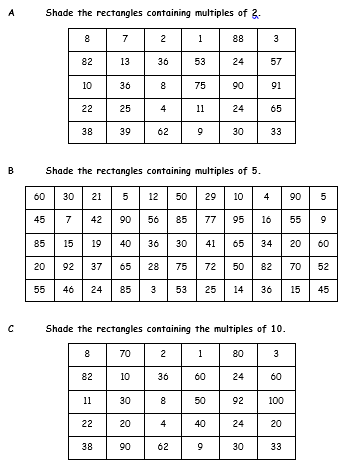 A Shade the rectangles containing multiples of 2.
8 7 2 1 88 3
82 13 36 53 24 57
10 36 8 75 90 91
22 25 4 11 24 65
38 39 62 9 30 33
B Shade the rectangles containing multiples of 5.
60 30 21 5 12 50 29 10 4 90 5
45 7 42 90 56 85 77 95 16 55 9
85 15 19 40 36 30 41 65 34 20 60
20 92 37 65 28 75 72 50 82 70 52
55 46 24 85 3 53 25 14 36 15 45
C Shade the rectangles containing the multiples of 10.
8 70 2 1 80 3
82 10 36 60 24 60
11 30 8 50 92 100
22 20 4 40 24 20
38 90 62 9 30 33